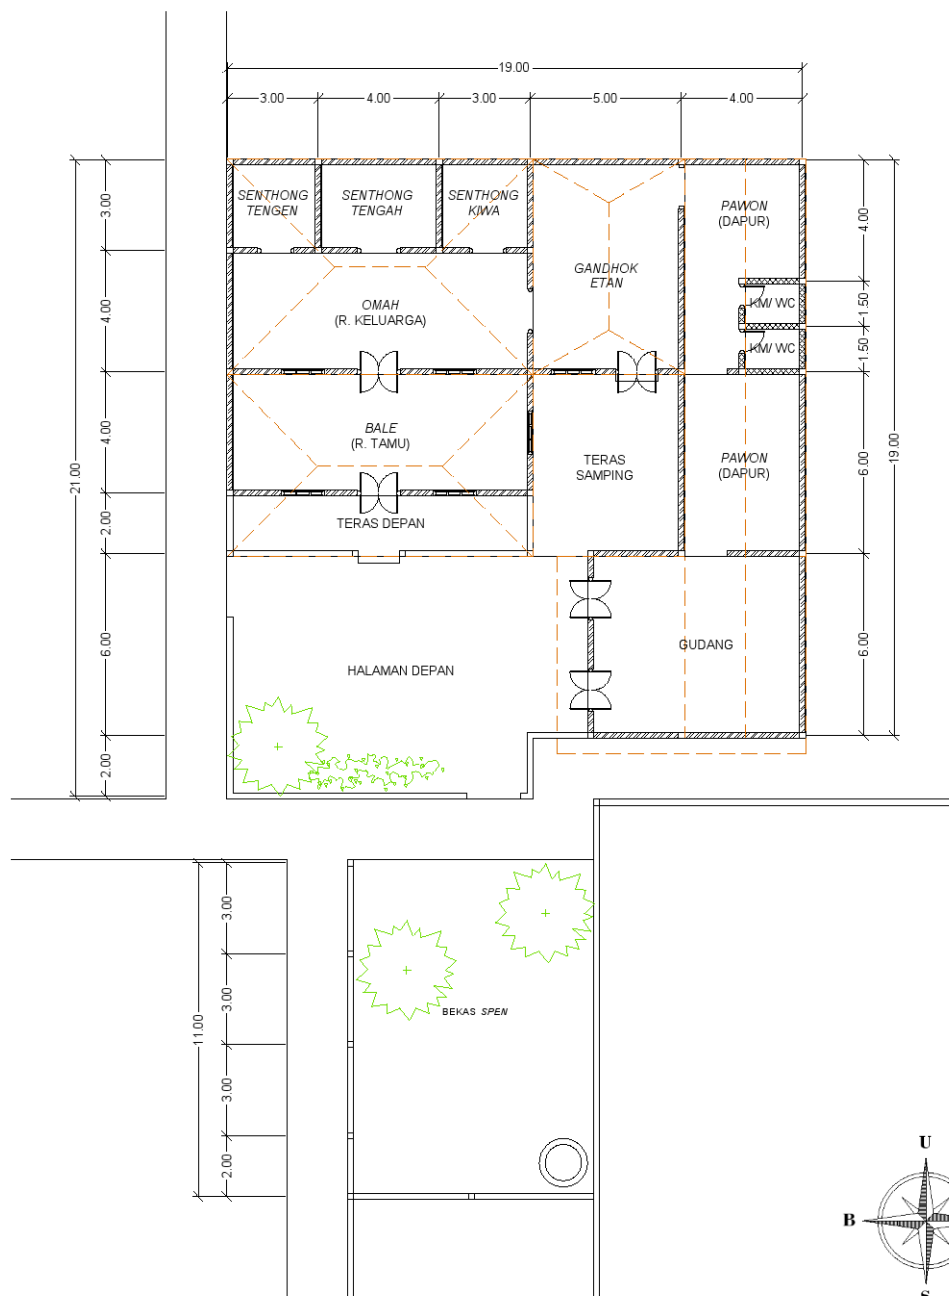 19.00
3.00 4.00 3.00 5.00 4.00
SENTHONG TENGEN
SENTHONG TENGAH
SENTHONG KIWA
PAWON
(DAPUR)
GANDHOK
ETAN
OMAH
(R. KELUARGA)
KM/ WC
KM/ WC
BALE
(R. TAMU)
TERAS
SAMPING
PAWON
(DAPUR)
TERAS DEPAN
GUDANG
HALAMAN DEPAN
21.00
3.00
4.00
4.00
2.00
6.00
2.00
4.00
1.50
1.50
6.00
6.00
19.00
BEKAS SPEN
11.00
3.00
3.00
3.00
2.00
U
B
S